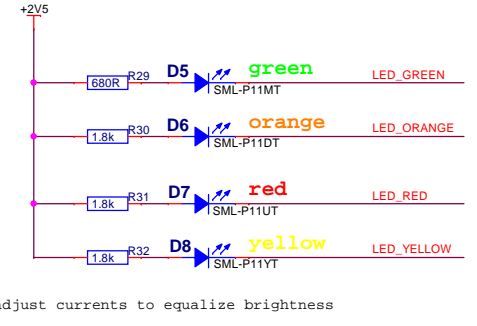 +2V5
680R R29 D5 green LED_GREEN
SML-P11MT
1.8k R30 D6 orange LED_ORANGE
SML-P11DT
1.8k R31 D7 red LED_RED
SML-P11UT
1.8k R32 D8 yellow LED_YELLOW
SML-P11YT
adjust currents to equalize brightness